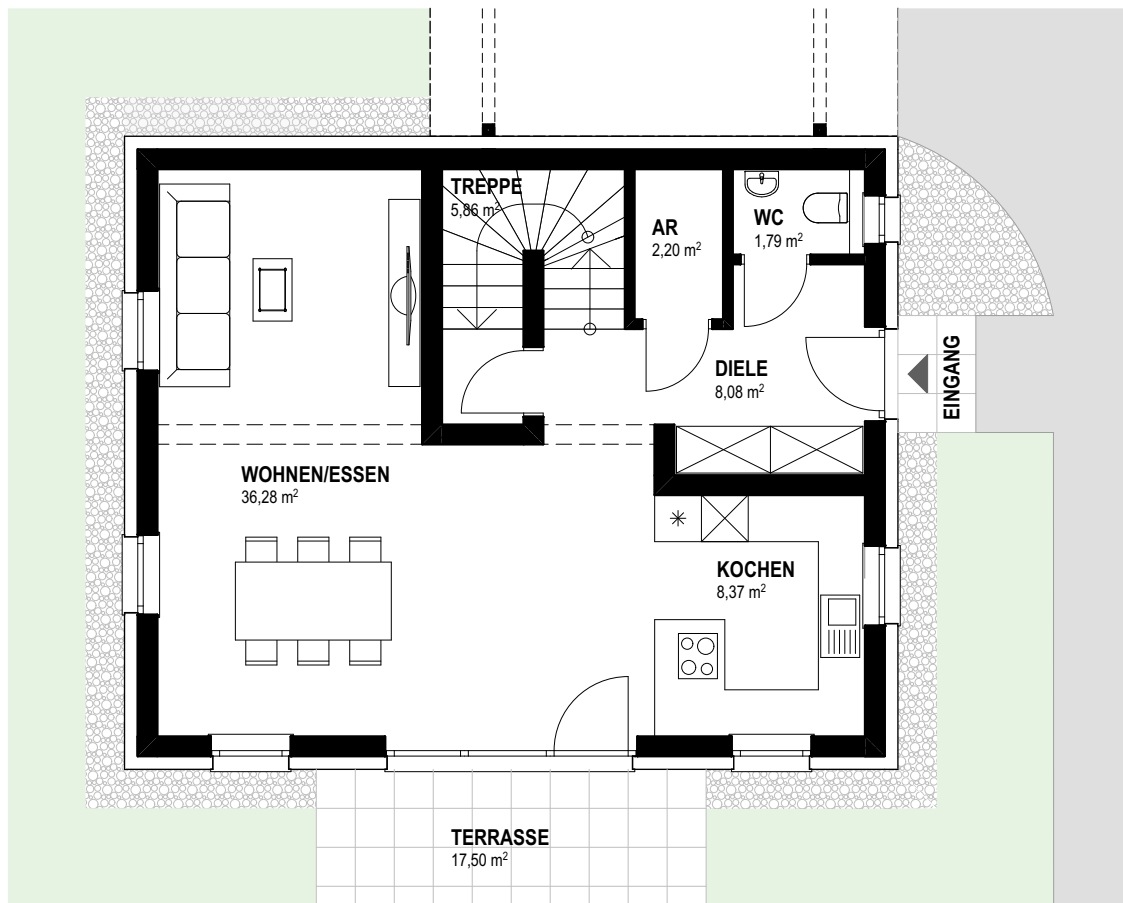 TREPPE
5,86 m²
AR
2,20 m²
WC
1,79 m²
DIELE
8,08 m²
EINGANG
WOHNEN/ESSEN
36,28 m²
KOCHEN
8,37 m²
TERRASSE
17,50 m²